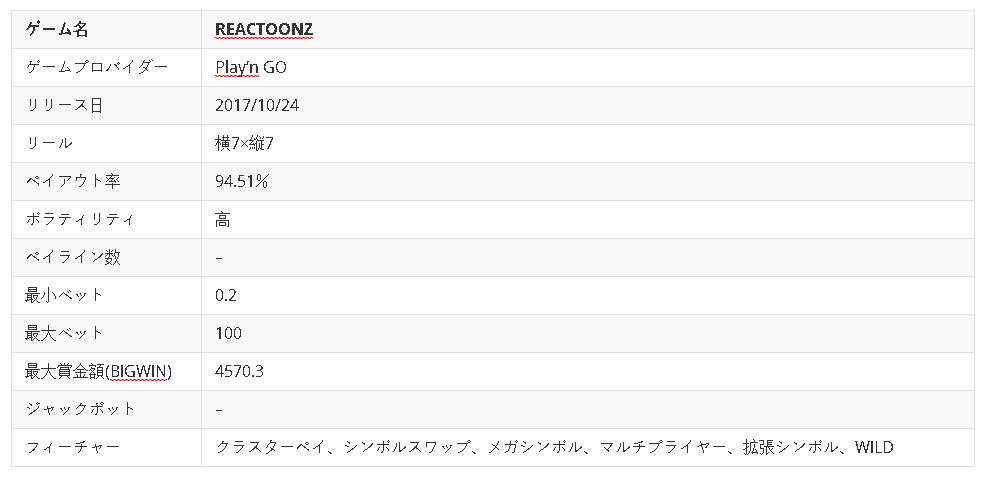 ゲーム名 REACTOONZ
ゲームプロバイダー Play’n GO
リリース日 2017/10/24
リール 横7×縦7
ペイアウト率 94.51％
ボラティリティ 高
ペイライン数 –
最小ベット 0.2
最大ベット 100
最大賞金額(BIGWIN) 4570.3
ジャックポット –
フィーチャー クラスターペイ、シンボルスワップ、メガシンボル、マルチプライヤー、拡張シンボル、WILD